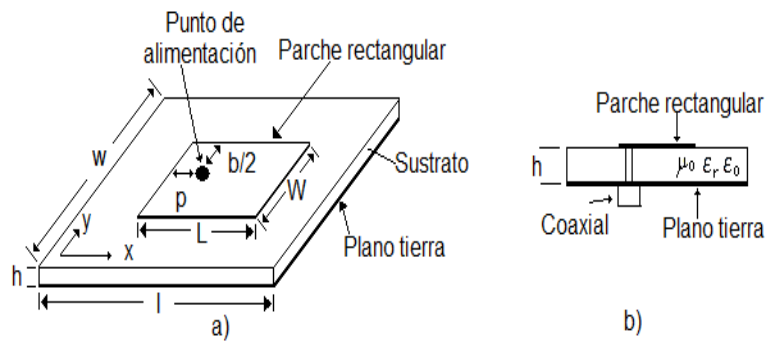 Punto de
alimentación
Parche rectangular
w
b/2
Sustrato
p
W
L
y
x
Plano tierra
h
l
a)
Parche rectangular
h
μ₀ εᵣ ε₀
Coaxial
Plano tierra
b)